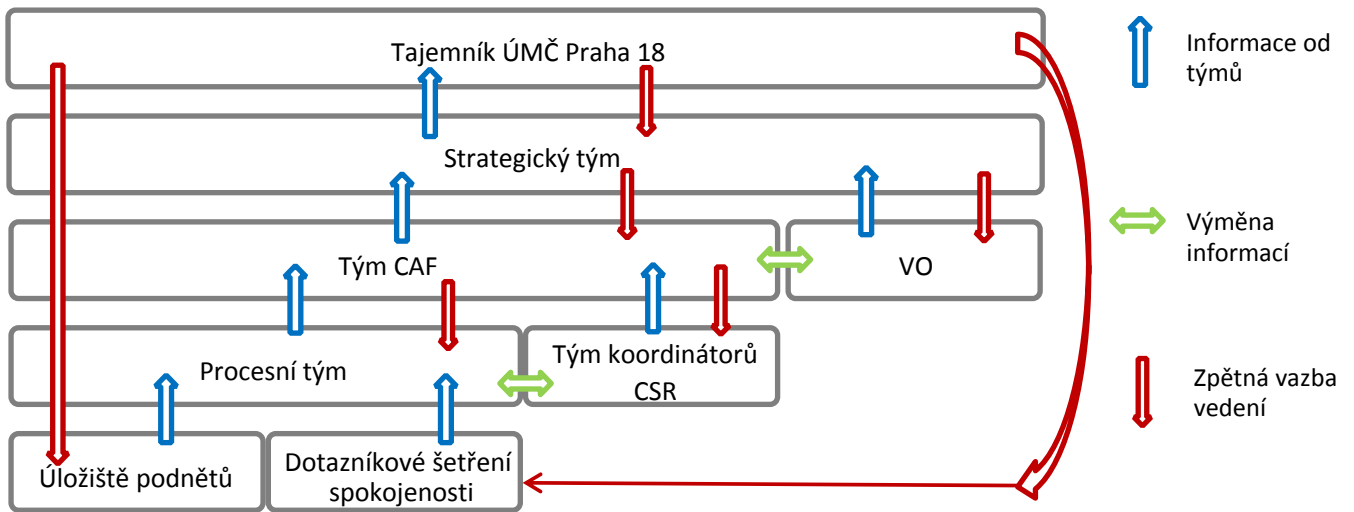 Tajemník ÚMČ Praha 18
Informace od
týmů
Strategický tým
Tým CAF
VO
Výměna
informací
Procesní tým
Tým koordinátorů
CSR
Zpětná vazba
vedení
Úložiště podnětů
Dotazníkové šetření
spokojenosti